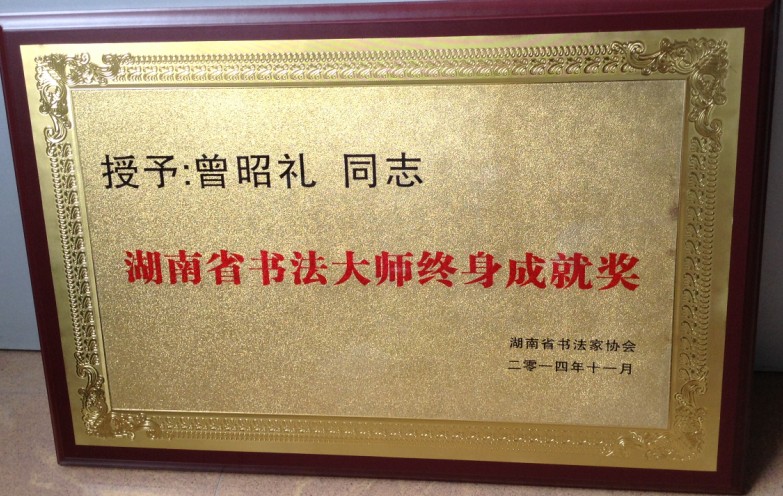 授予:曾昭礼 同志
湖南省书法大师终身成就奖
湖南省书法家协会
二零一四年十一月